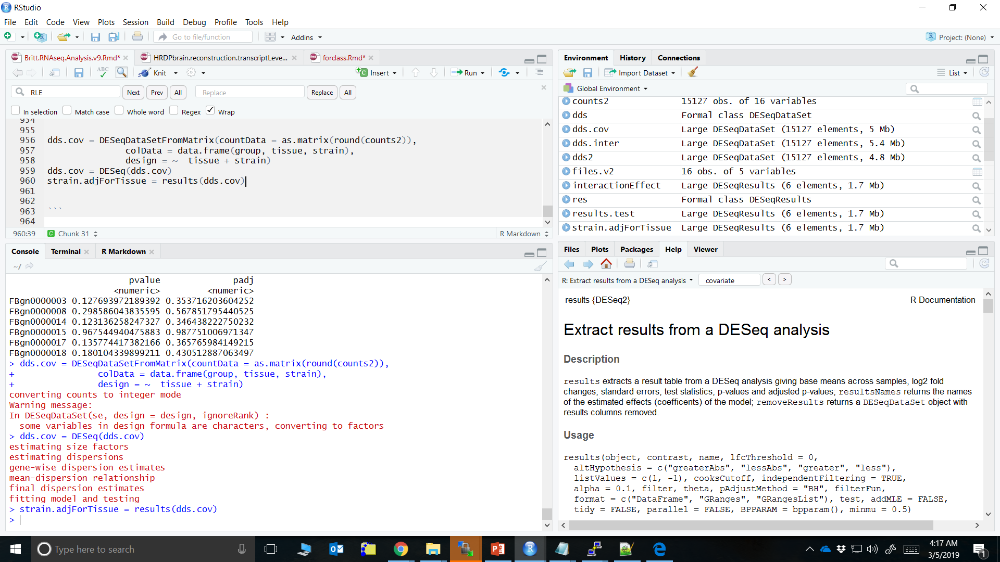 RStudio
File Edit Code View Plots Session Build Debug Profile Tools Help
Go to file/function
Addins
Project: (None)
Britt.RNAseq.Analysis.v9.Rmd*
HRDPbrain.reconstruction.transcriptLeve...
forclass.Rmd*
ABC
Knit
Insert
Run
RLE
Next
Prev
All
Replace
Replace
All
In selection
Match case
Whole word
Regex
Wrap
954
955
956 dds.cov = DESeqDataSetFromMatrix(countData = as.matrix(round(counts2)),
957 colData = data.frame(group, tissue, strain),
958 design = ~  tissue + strain)
959 dds.cov = DESeq(dds.cov)
960 strain.adjForTissue = results(dds.cov)
961
962
963 ```
964
960:39
Chunk 31
R Markdown
Console
Terminal
R Markdown
~/
pvalue padj
<numeric> <numeric>
FBgn0000003 0.127693972189392 0.353716203604252
FBgn0000008 0.298586043835595 0.567851795440525
FBgn0000014 0.123136258247327 0.346438222750232
FBgn0000015 0.967544940475883 0.987751006971347
FBgn0000017 0.135774417382166 0.365765984149215
FBgn0000018 0.180104339899211 0.430512887063497
> dds.cov = DESeqDataSetFromMatrix(countData = as.matrix(round(counts2)),
+ colData = data.frame(group, tissue, strain),
+ design = ~  tissue + strain)
converting counts to integer mode
Warning message:
In DESeqDataSet(se, design = design, ignoreRank) :
some variables in design formula are characters, converting to factors
> dds.cov = DESeq(dds.cov)
estimating size factors
estimating dispersions
gene-wise dispersion estimates
mean-dispersion relationship
final dispersion estimates
fitting model and testing
> strain.adjForTissue = results(dds.cov)
>
Environment
History
Connections
Import Dataset
List
Global Environment
counts2 15127 obs. of 16 variables
dds Formal class DESeqDataSet
dds.cov Large DESeqDataSet (15127 elements, 5 Mb)
dds.inter Large DESeqDataSet (15127 elements, 5.4 Mb)
dds2 Large DESeqDataSet (15127 elements, 4.8 Mb)
files.v2 16 obs. of 5 variables
interactionEffect Large DESeqResults (6 elements, 1.7 Mb)
res Formal class DESeqResults
results.test Large DESeqResults (6 elements, 1.7 Mb)
strain.adjForTissue Large DESeqResults (6 elements, 1.7 Mb)
Files
Plots
Packages
Help
Viewer
R: Extract results from a DESeq analysis
covariate
<
>
results {DESeq2}
R Documentation
Extract results from a DESeq analysis
Description
results extracts a result table from a DESeq analysis giving base means across samples, log2 fold
changes, standard errors, test statistics, p-values and adjusted p-values; resultsNames returns the names
of the estimated effects (coefficents) of the model; removeResults returns a DESeqDataSet object with
results columns removed.
Usage
results(object, contrast, name, lfcThreshold = 0,
altHypothesis = c("greaterAbs", "lessAbs", "greater", "less"),
listValues = c(1, -1), cooksCutoff, independentFiltering = TRUE,
alpha = 0.1, filter, theta, pAdjustMethod = "BH", filterFun,
format = c("DataFrame", "GRanges", "GRangesList"), test, addMLE = FALSE,
tidy = FALSE, parallel = FALSE, BPPARAM = bpparam(), minmu = 0.5)
Type here to search
4:17 AM
3/5/2019
1